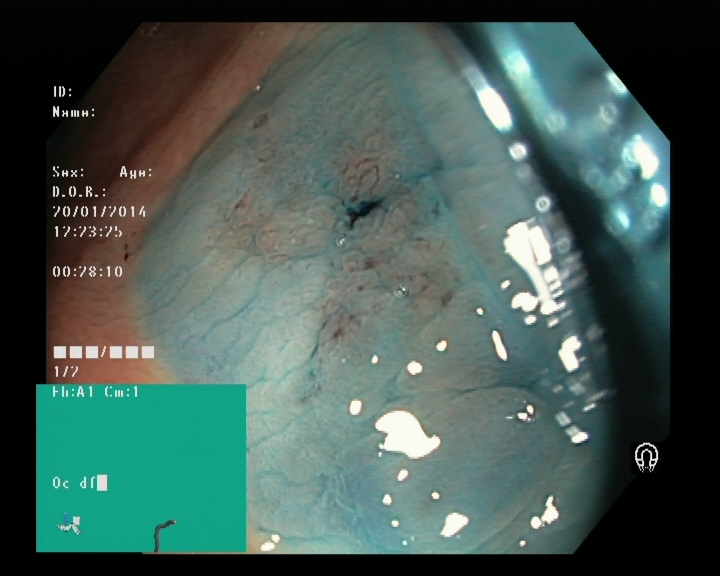 ID:
Name:
Sex: Age:
D.O.B.:
20/01/2014
12:23:25
00:28:10
■■■/■■■
1/2
Eh:A1 Cm:1
Oc df